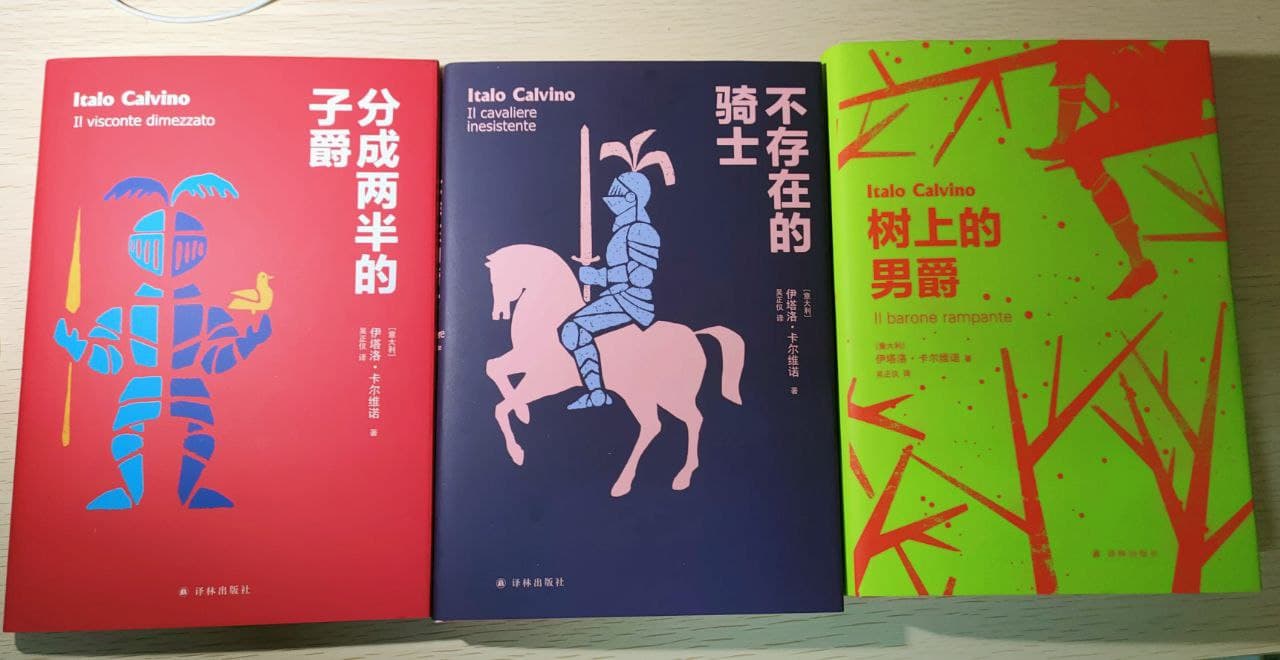 Italo Calvino
Il visconte dimezzato
分成两半的
子爵
[意大利]
伊塔洛·卡尔维诺 著
吴正仪 译
译林出版社
Italo Calvino
Il cavaliere
inesistente
不存在的
骑士
[意大利]
伊塔洛·卡尔维诺 著
吴正仪 译
译林出版社
Italo Calvino
树上的
男爵
Il barone rampante
[意大利]
伊塔洛·卡尔维诺 著
吴正仪 译
译林出版社